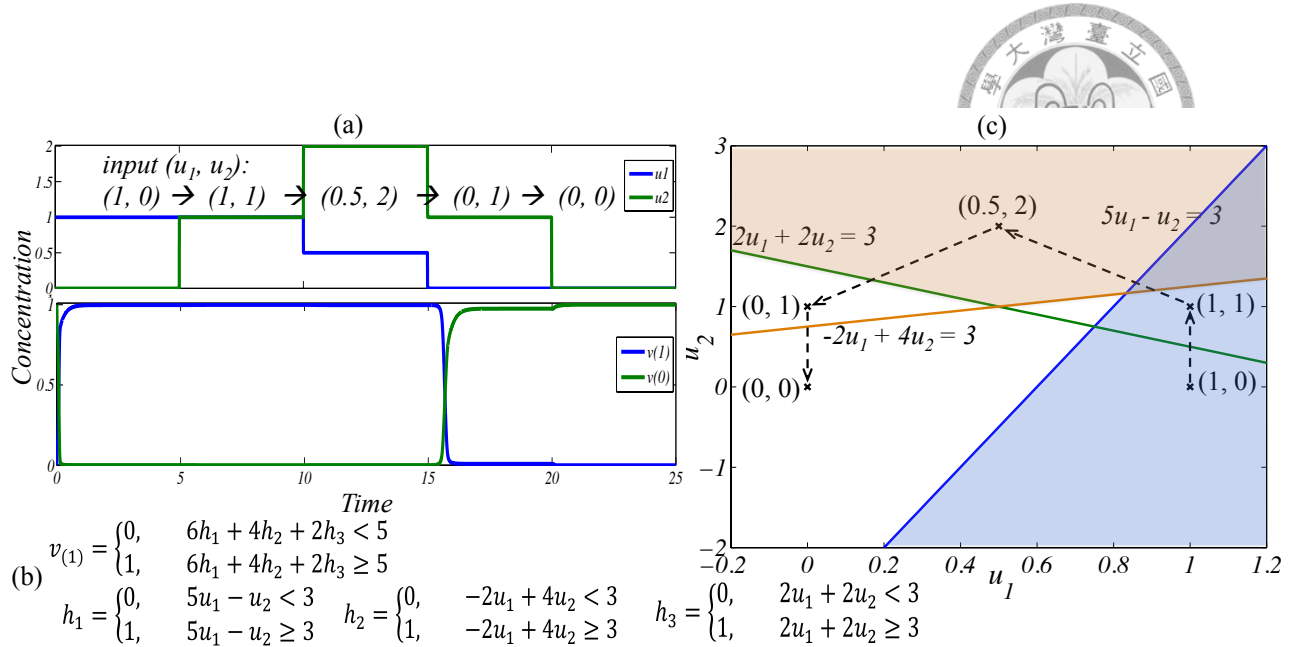 學 大 灣 臺 立 國
(a)
input (u₁, u₂):
(1, 0) → (1, 1) → (0.5, 2) → (0, 1) → (0, 0)
2
1.5
1
0.5
0
u1
u2
Concentration
1
0.5
0
v(1)
v(0)
0 5 10 15 20 25
Time
(c)
3
2
1
0
−1
−2
u₂
(0.5, 2)
5u₁ - u₂ = 3
2u₁ + 2u₂ = 3
(0, 1)
(1, 1)
-2u₁ + 4u₂ = 3
(0, 0)
(1, 0)
-0.2 0 0.2 0.4 0.6 0.8 1 1.2
u₁
(b)
v₍₁₎ = { 0, 6h₁ + 4h₂ + 2h₃ < 5
1, 6h₁ + 4h₂ + 2h₃ ≥ 5
h₁ = { 0, 5u₁ − u₂ < 3
1, 5u₁ − u₂ ≥ 3
h₂ = { 0, −2u₁ + 4u₂ < 3
1, −2u₁ + 4u₂ ≥ 3
h₃ = { 0, 2u₁ + 2u₂ < 3
1, 2u₁ + 2u₂ ≥ 3